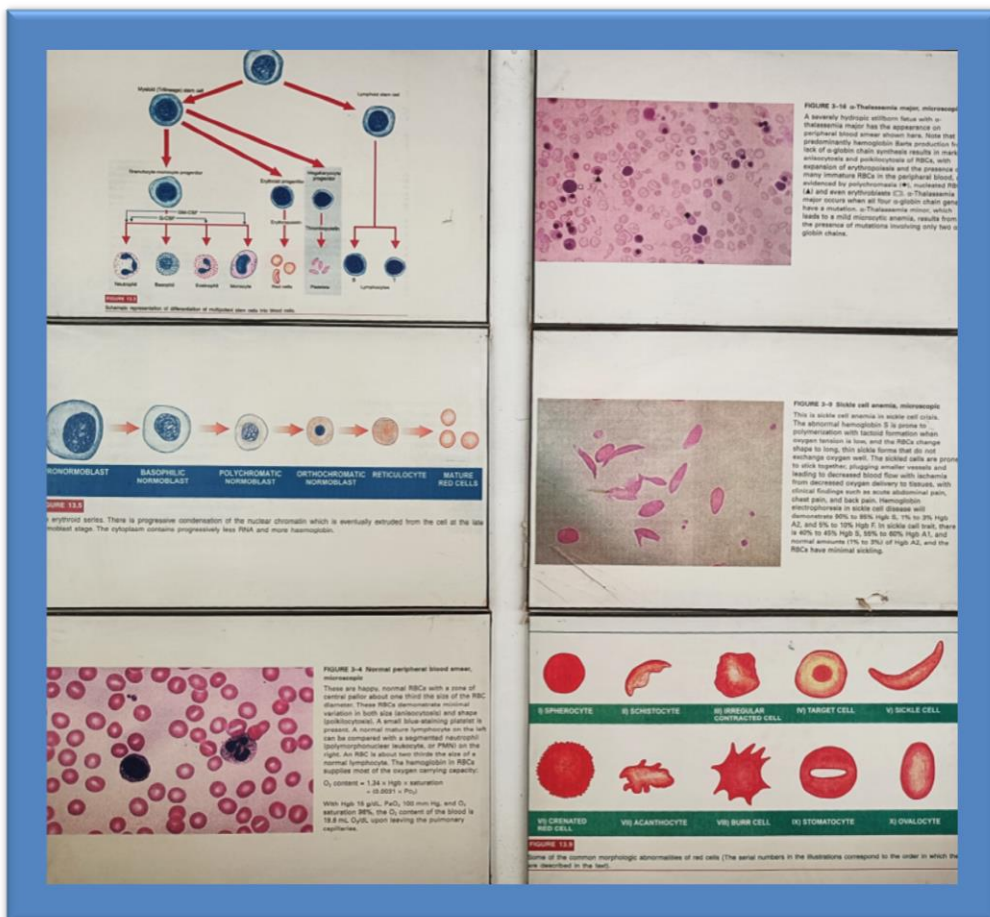 Myeloid (Trilineage) stem cell
Lymphoid stem cell
Granulocyte-monocyte progenitor
Erythroid progenitor
Megakaryocyte
progenitor
GM-CSF
G-CSF
Erythropoietin
Thrombopoietin
Neutrophil
Basophil
Eosinophil
Monocyte
Red cells
Platelets
B
T
Lymphocytes
FIGURE
Schematic representation of differentiation of multipotent stem cells into blood cells.
FIGURE 3–16 α-Thalassemia major, microscopic
A severely hydropic stillborn fetus with α-
thalassemia major has the appearance on
peripheral blood smear shown here. Note that
predominantly hemoglobin Barts production
lack of α-globin chain synthesis results in
anisocytosis and poikilocytosis of RBCs, with
expansion of erythropoiesis and the presence
many immature RBCs in the peripheral blood,
evidenced by polychromasia (♦), nucleated
(▲) and even erythroblasts (□). α-Thalassemia
major occurs when all four α-globin chain
have a mutation. α-Thalassemia minor, which
leads to a mild microcytic anemia, results from
the presence of mutations involving only two
globin chains.
RONORMOBLAST
BASOPHILIC
NORMOBLAST
POLYCHROMATIC
NORMOBLAST
ORTHOCHROMATIC
NORMOBLAST
RETICULOCYTE
MATURE
RED CELLS
GURE 13.5
erythroid series. There is progressive condensation of the nuclear chromatin which is eventually extruded from the cell at the late
moblast stage. The cytoplasm contains progressively less RNA and more haemoglobin.
FIGURE 3–9 Sickle cell anemia, microscopic
This is sickle cell anemia in sickle cell crisis.
The abnormal hemoglobin S is prone to
polymerization with tactoid formation when
oxygen tension is low, and the RBCs change
shape to long, thin sickle forms that do not
exchange oxygen well. The sickled cells are prone
to stick together, plugging smaller vessels and
leading to decreased blood flow with ischemia
from decreased oxygen delivery to tissues, with
clinical findings such as acute abdominal pain,
chest pain, and back pain. Hemoglobin
electrophoresis in sickle cell disease will
demonstrate 90% to 95% Hgb S, 1% to 3% Hgb
A2, and 5% to 10% Hgb F. In sickle cell trait, there
is 40% to 45% Hgb S, 55% to 60% Hgb A1, and
normal amounts (1% to 3%) of Hgb A2, and the
RBCs have minimal sickling.
FIGURE 3–4 Normal peripheral blood smear,
microscopic
These are happy, normal RBCs with a zone of
central pallor about one third the size of the RBC
diameter. These RBCs demonstrate minimal
variation in both size (anisocytosis) and shape
(poikilocytosis). A small blue-staining platelet is
present. A normal mature lymphocyte on the left
can be compared with a segmented neutrophil
(polymorphonuclear leukocyte, or PMN) on the
right. An RBC is about two thirds the size of a
normal lymphocyte. The hemoglobin in RBCs
supplies most of the oxygen carrying capacity:
O₂ content = 1.34 × Hgb × saturation
= (0.0031 × Po₂)
With Hgb 15 g/dL, PaO₂ 100 mm Hg, and O₂
saturation 96%, the O₂ content of the blood is
19.6 mL O₂/dL upon leaving the pulmonary
capillaries.
I) SPHEROCYTE
II) SCHISTOCYTE
III) IRREGULAR
CONTRACTED CELL
IV) TARGET CELL
V) SICKLE CELL
VI) CRENATED
RED CELL
VII) ACANTHOCYTE
VIII) BURR CELL
IX) STOMATOCYTE
X) OVALOCYTE
FIGURE 13.9
Some of the common morphologic abnormalities of red cells (The serial numbers in the illustrations correspond to the order in which the
are described in the text).